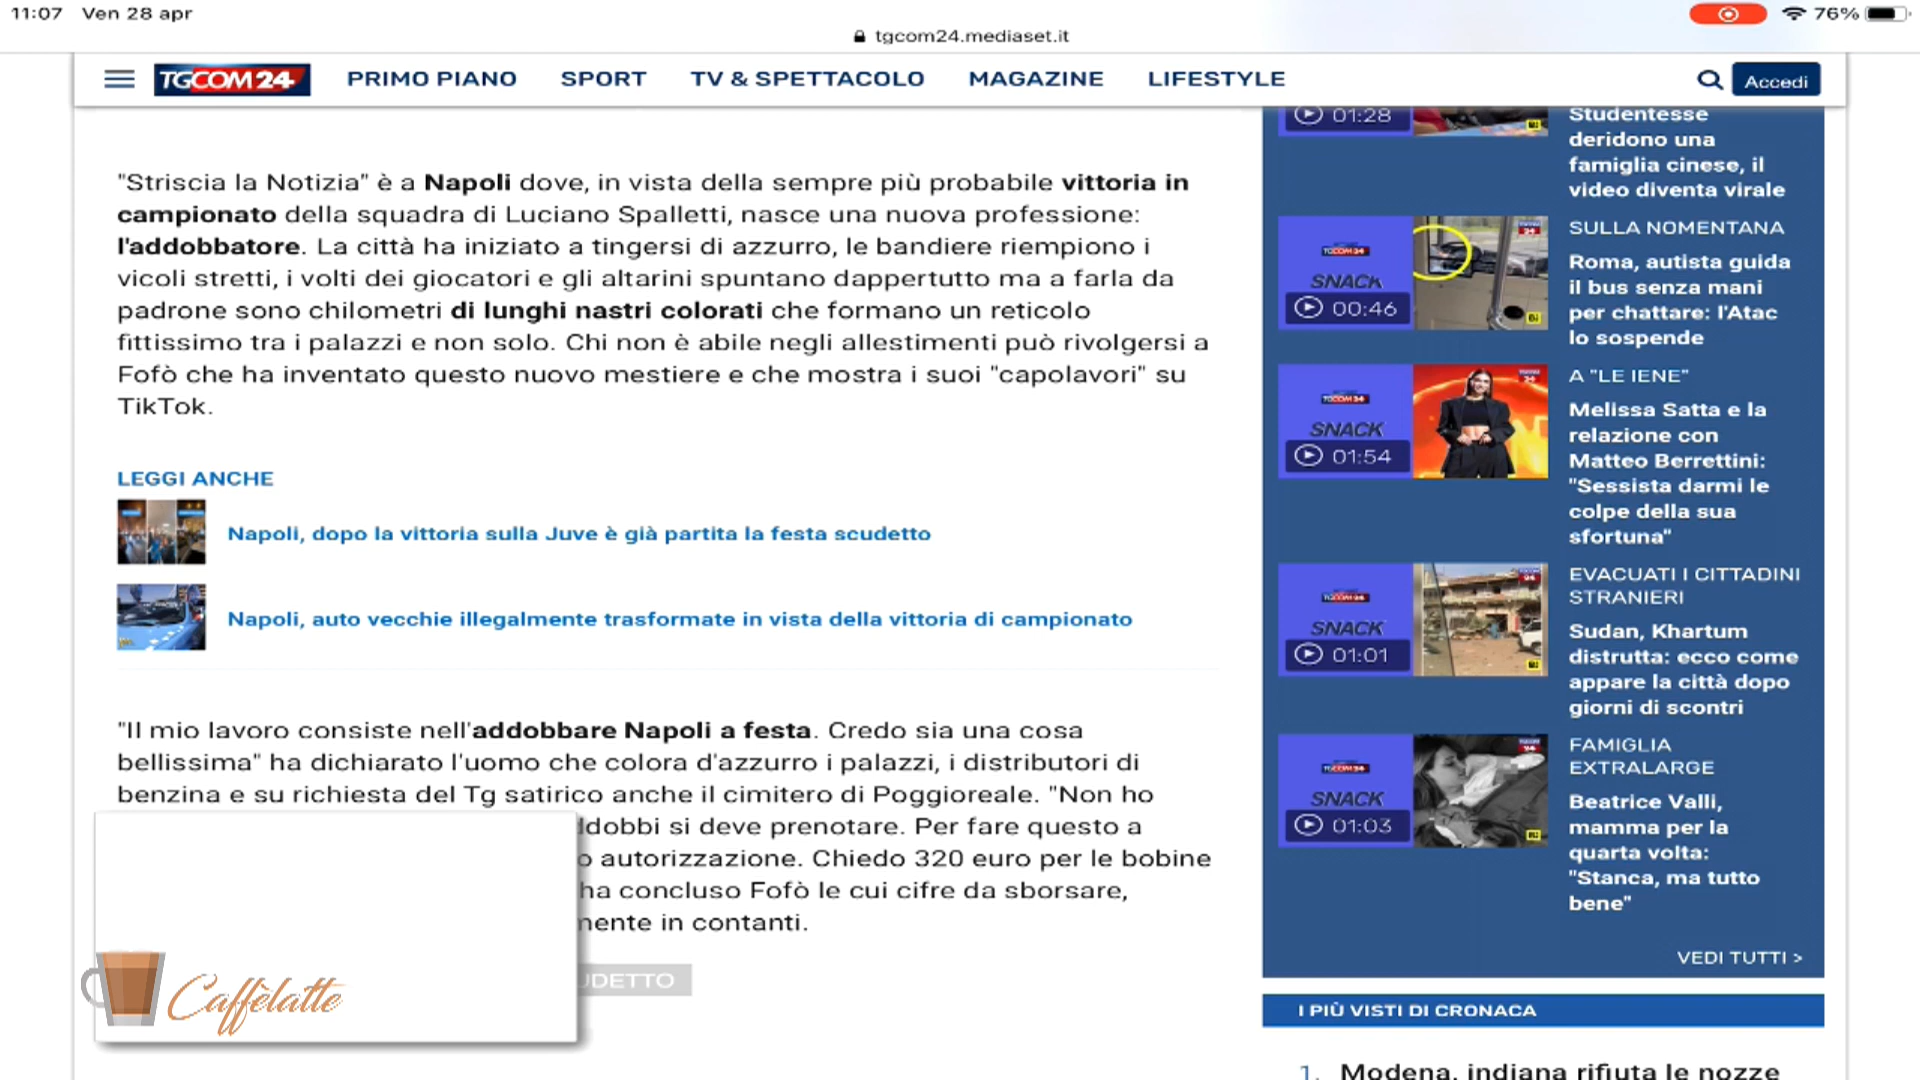 11:07 Ven 28 apr
76%
tgcom24.mediaset.it
TGCOM24 PRIMO PIANO SPORT TV & SPETTACOLO MAGAZINE LIFESTYLE Accedi
"Striscia la Notizia" è a Napoli dove, in vista della sempre più probabile vittoria in
campionato della squadra di Luciano Spalletti, nasce una nuova professione:
l'addobbatore. La città ha iniziato a tingersi di azzurro, le bandiere riempiono i
vicoli stretti, i volti dei giocatori e gli altarini spuntano dappertutto ma a farla da
padrone sono chilometri di lunghi nastri colorati che formano un reticolo
fittissimo tra i palazzi e non solo. Chi non è abile negli allestimenti può rivolgersi a
Fofò che ha inventato questo nuovo mestiere e che mostra i suoi "capolavori" su
TikTok.
LEGGI ANCHE
Napoli, dopo la vittoria sulla Juve è già partita la festa scudetto
Napoli, auto vecchie illegalmente trasformate in vista della vittoria di campionato
"Il mio lavoro consiste nell'addobbare Napoli a festa. Credo sia una cosa
bellissima" ha dichiarato l'uomo che colora d'azzurro i palazzi, i distributori di
benzina e su richiesta del Tg satirico anche il cimitero di Poggioreale. "Non ho
ddobbi si deve prenotare. Per fare questo a
o autorizzazione. Chiedo 320 euro per le bobine
ha concluso Fofò le cui cifre da sborsare,
mente in contanti.
UDETTO
Caffèlatte
01:28
Studentesse
deridono una
famiglia cinese, il
video diventa virale
TGCOM24
SNACK
00:46
SULLA NOMENTANA
Roma, autista guida
il bus senza mani
per chattare: l'Atac
lo sospende
TGCOM24
SNACK
01:54
A "LE IENE"
Melissa Satta e la
relazione con
Matteo Berrettini:
"Sessista darmi le
colpe della sua
sfortuna"
TGCOM24
SNACK
01:01
EVACUATI I CITTADINI
STRANIERI
Sudan, Khartum
distrutta: ecco come
appare la città dopo
giorni di scontri
TGCOM24
SNACK
01:03
FAMIGLIA
EXTRALARGE
Beatrice Valli,
mamma per la
quarta volta:
"Stanca, ma tutto
bene"
VEDI TUTTI >
I PIÙ VISTI DI CRONACA
1. Modena, indiana rifiuta le nozze